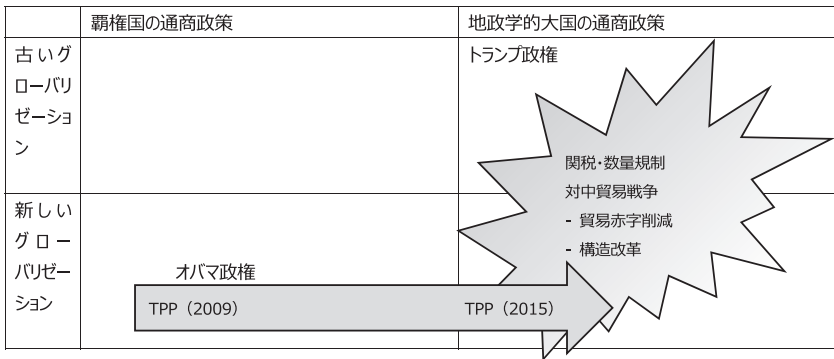 覇権国の通商政策
地政学的大国の通商政策
古いグ
ローバリ
ゼーショ
ン
トランプ政権
関税・数量規制
対中貿易戦争
- 貿易赤字削減
- 構造改革
新しい
グロー
バリゼー
ション
オバマ政権
TPP（2009）
TPP（2015）